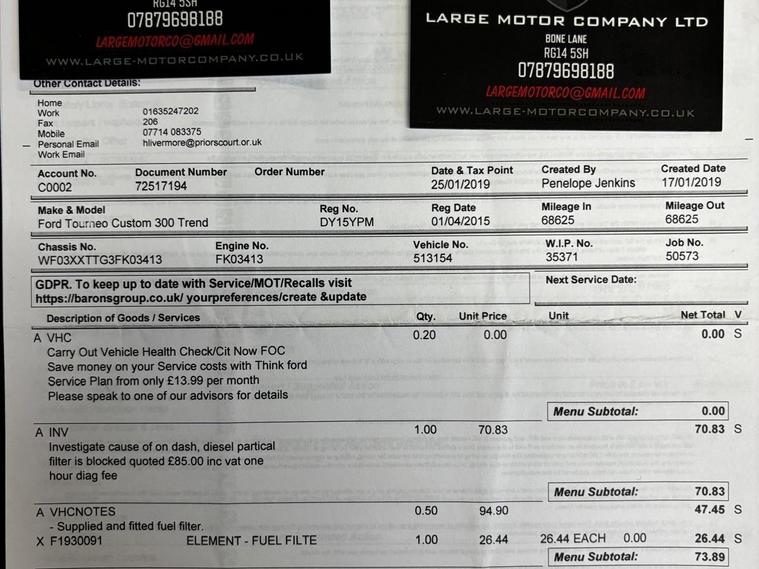 RG14 5SH
07879698188
LARGEMOTORCO@GMAIL.COM
WWW.LARGE-MOTORCOMPANY.CO.UK
LARGE MOTOR COMPANY LTD
BONE LANE
RG14 5SH
07879698188
LARGEMOTORCO@GMAIL.COM
WWW.LARGE-MOTORCOMPANY.CO.UK
Other Contact Details:
Home
Work 01635247202
Fax 206
Mobile 07714 083375
Personal Email hlivermore@priorscourt.or.uk
Work Email
Account No. Document Number Order Number Date & Tax Point Created By Created Date
C0002 72517194 25/01/2019 Penelope Jenkins 17/01/2019
Make & Model Reg No. Reg Date Mileage In Mileage Out
Ford Tourneo Custom 300 Trend DY15YPM 01/04/2015 68625 68625
Chassis No. Engine No. Vehicle No. W.I.P. No. Job No.
WF03XXTTG3FK03413 FK03413 513154 35371 50573
GDPR. To keep up to date with Service/MOT/Recalls visit
https://baronsgroup.co.uk/ yourpreferences/create &update
Next Service Date:
Description of Goods / Services Qty. Unit Price Unit Net Total V
A VHC 0.20 0.00 0.00 S
Carry Out Vehicle Health Check/Cit Now FOC
Save money on your Service costs with Think ford
Service Plan from only £13.99 per month
Please speak to one of our advisors for details
Menu Subtotal: 0.00
A INV 1.00 70.83 70.83 S
Investigate cause of on dash, diesel partical
filter is blocked quoted £85.00 inc vat one
hour diag fee
Menu Subtotal: 70.83
A VHCNOTES 0.50 94.90 47.45 S
- Supplied and fitted fuel filter.
X F1930091 ELEMENT - FUEL FILTE 1.00 26.44 26.44 EACH 0.00 26.44 S
Menu Subtotal: 73.89